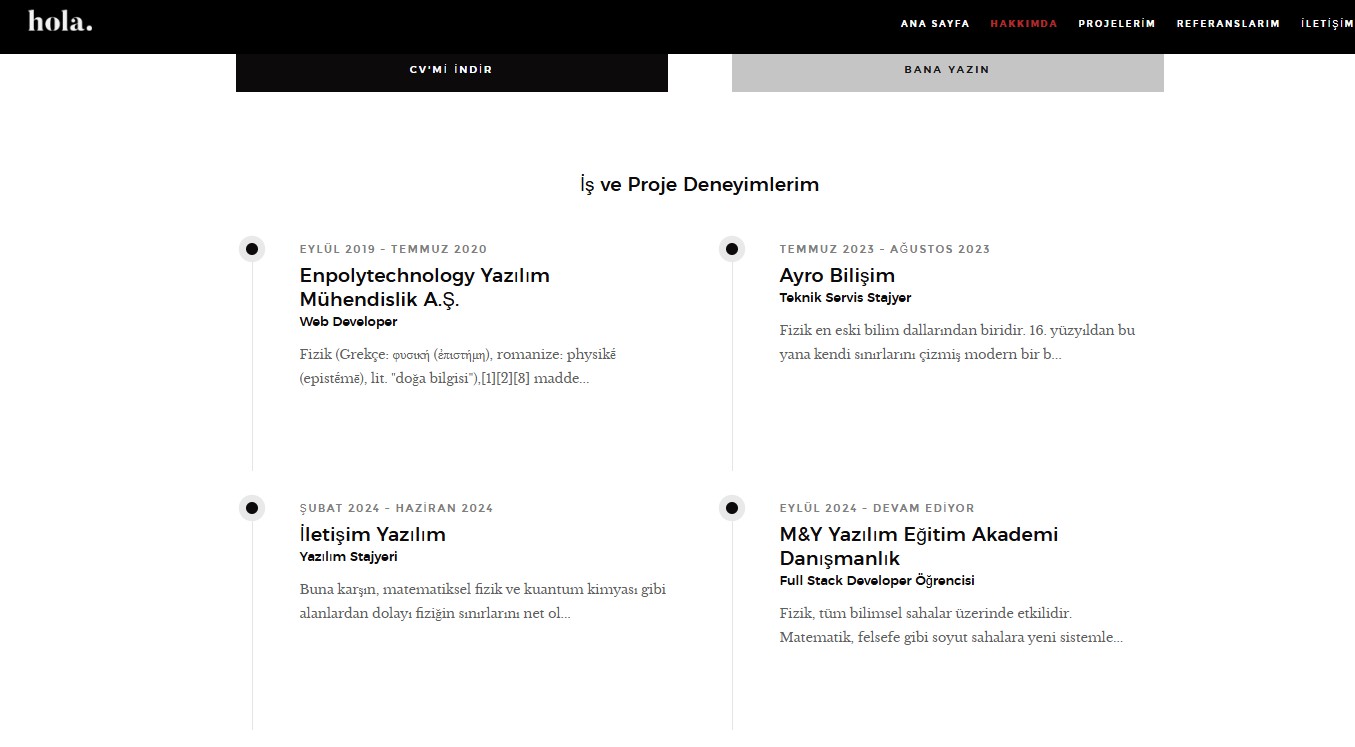 hola.
ANA SAYFA HAKKIMDA PROJELERİM REFERANSLARIM İLETİŞİM
CV'Mİ İNDİR
BANA YAZIN
İş ve Proje Deneyimlerim
EYLÜL 2019 - TEMMUZ 2020
Enpolytechnology Yazılım
Mühendislik A.Ş.
Web Developer
Fizik (Grekçe: φυσική (ἐπιστήμη), romanize: physikḗ
(epistḗmē), lit. "doğa bilgisi"),[1][2][3] madde...
TEMMUZ 2023 - AĞUSTOS 2023
Ayro Bilişim
Teknik Servis Stajyer
Fizik en eski bilim dallarından biridir. 16. yüzyıldan bu
yana kendi sınırlarını çizmiş modern bir b...
ŞUBAT 2024 - HAZİRAN 2024
İletişim Yazılım
Yazılım Stajyeri
Buna karşın, matematiksel fizik ve kuantum kimyası gibi
alanlardan dolayı fiziğin sınırlarını net ol...
EYLÜL 2024 - DEVAM EDİYOR
M&Y Yazılım Eğitim Akademi
Danışmanlık
Full Stack Developer Öğrencisi
Fizik, tüm bilimsel sahalar üzerinde etkilidir.
Matematik, felsefe gibi soyut sahalara yeni sistemle...